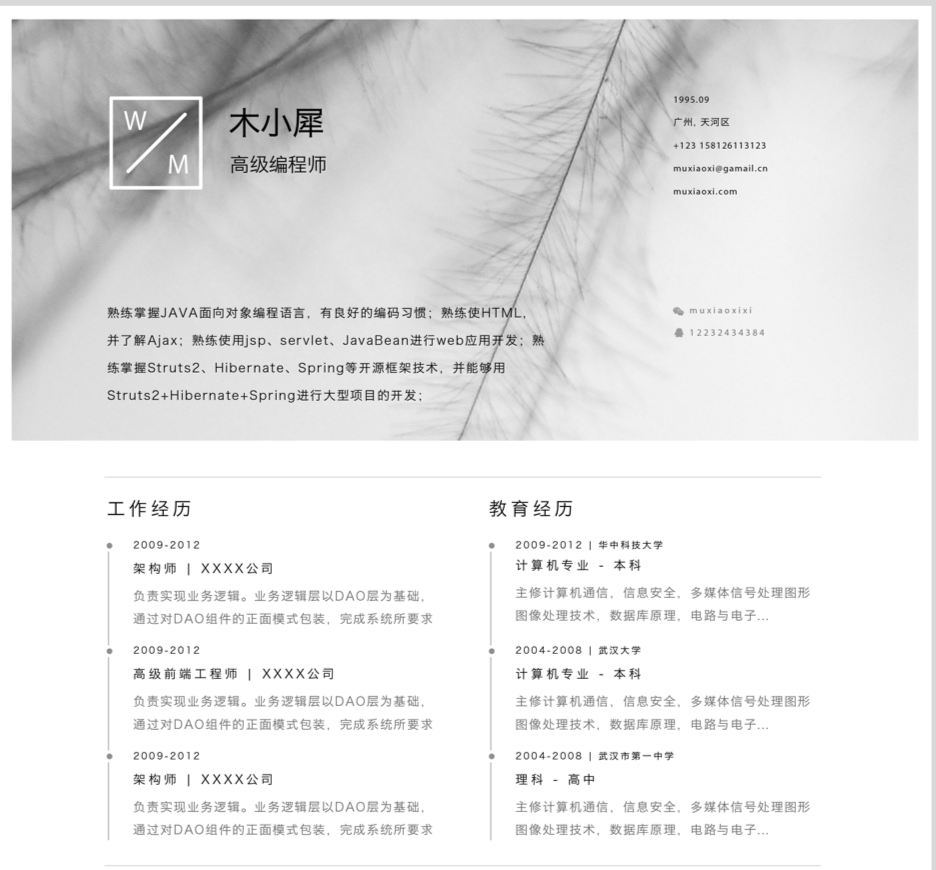 W
M
木小犀
高级编程师
1995.09
广州, 天河区
+123 158126113123
muxiaoxi@gamail.cn
muxiaoxi.com
熟练掌握JAVA面向对象编程语言，有良好的编码习惯；熟练使HTML，
并了解Ajax；熟练使用jsp、servlet、JavaBean进行web应用开发；熟
练掌握Struts2、Hibernate、Spring等开源框架技术，并能够用
Struts2+Hibernate+Spring进行大型项目的开发；
muxiaoxixi
12232434384
工作经历
2009-2012
架构师 | XXXX公司
负责实现业务逻辑。业务逻辑层以DAO层为基础，
通过对DAO组件的正面模式包装，完成系统所要求
2009-2012
高级前端工程师 | XXXX公司
负责实现业务逻辑。业务逻辑层以DAO层为基础，
通过对DAO组件的正面模式包装，完成系统所要求
2009-2012
架构师 | XXXX公司
负责实现业务逻辑。业务逻辑层以DAO层为基础，
通过对DAO组件的正面模式包装，完成系统所要求
教育经历
2009-2012 | 华中科技大学
计算机专业 - 本科
主修计算机通信，信息安全，多媒体信号处理图形
图像处理技术，数据库原理，电路与电子...
2004-2008 | 武汉大学
计算机专业 - 本科
主修计算机通信，信息安全，多媒体信号处理图形
图像处理技术，数据库原理，电路与电子...
2004-2008 | 武汉市第一中学
理科 - 高中
主修计算机通信，信息安全，多媒体信号处理图形
图像处理技术，数据库原理，电路与电子...